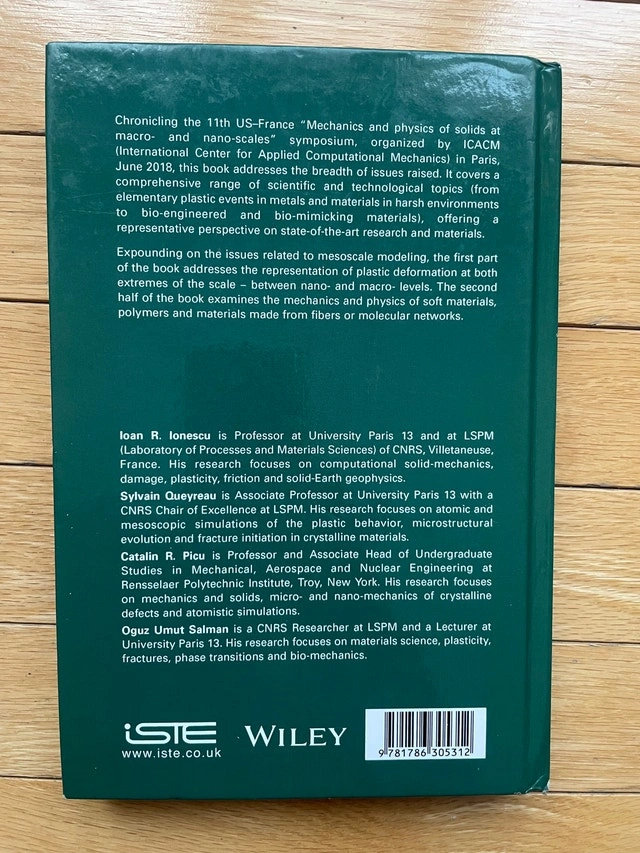 Chronicling the 11th US–France "Mechanics and physics of solids at
macro- and nano-scales" symposium, organized by ICACM
(International Center for Applied Computational Mechanics) in Paris,
June 2018, this book addresses the breadth of issues raised. It covers a
comprehensive range of scientific and technological topics (from
elementary plastic events in metals and materials in harsh environments
to bio-engineered and bio-mimicking materials), offering a
representative perspective on state-of-the-art research and materials.
Expounding on the issues related to mesoscale modeling, the first part
of the book addresses the representation of plastic deformation at both
extremes of the scale – between nano- and macro- levels. The second
half of the book examines the mechanics and physics of soft materials,
polymers and materials made from fibers or molecular networks.
Ioan R. Ionescu is Professor at University Paris 13 and at LSPM
(Laboratory of Processes and Materials Sciences) of CNRS, Villetaneuse,
France. His research focuses on computational solid-mechanics,
damage, plasticity, friction and solid-Earth geophysics.
Sylvain Queyreau is Associate Professor at University Paris 13 with a
CNRS Chair of Excellence at LSPM. His research focuses on atomic and
mesoscopic simulations of the plastic behavior, microstructural
evolution and fracture initiation in crystalline materials.
Catalin R. Picu is Professor and Associate Head of Undergraduate
Studies in Mechanical, Aerospace and Nuclear Engineering at
Rensselaer Polytechnic Institute, Troy, New York. His research focuses
on mechanics and solids, micro- and nano-mechanics of crystalline
defects and atomistic simulations.
Oguz Umut Salman is a CNRS Researcher at LSPM and a Lecturer at
University Paris 13. His research focuses on materials science, plasticity,
fractures, phase transitions and bio-mechanics.
iSTE
www.iste.co.uk
WILEY
9 781786 305312